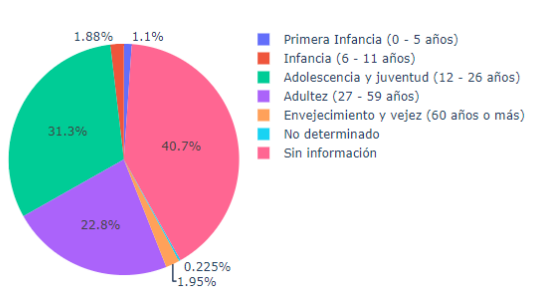 1.88%
1.1%
31.3%
40.7%
22.8%
0.225%
1.95%
Primera Infancia (0 - 5 años)
Infancia (6 - 11 años)
Adolescencia y juventud (12 - 26 años)
Adultez (27 - 59 años)
Envejecimiento y vejez (60 años o más)
No determinado
Sin información